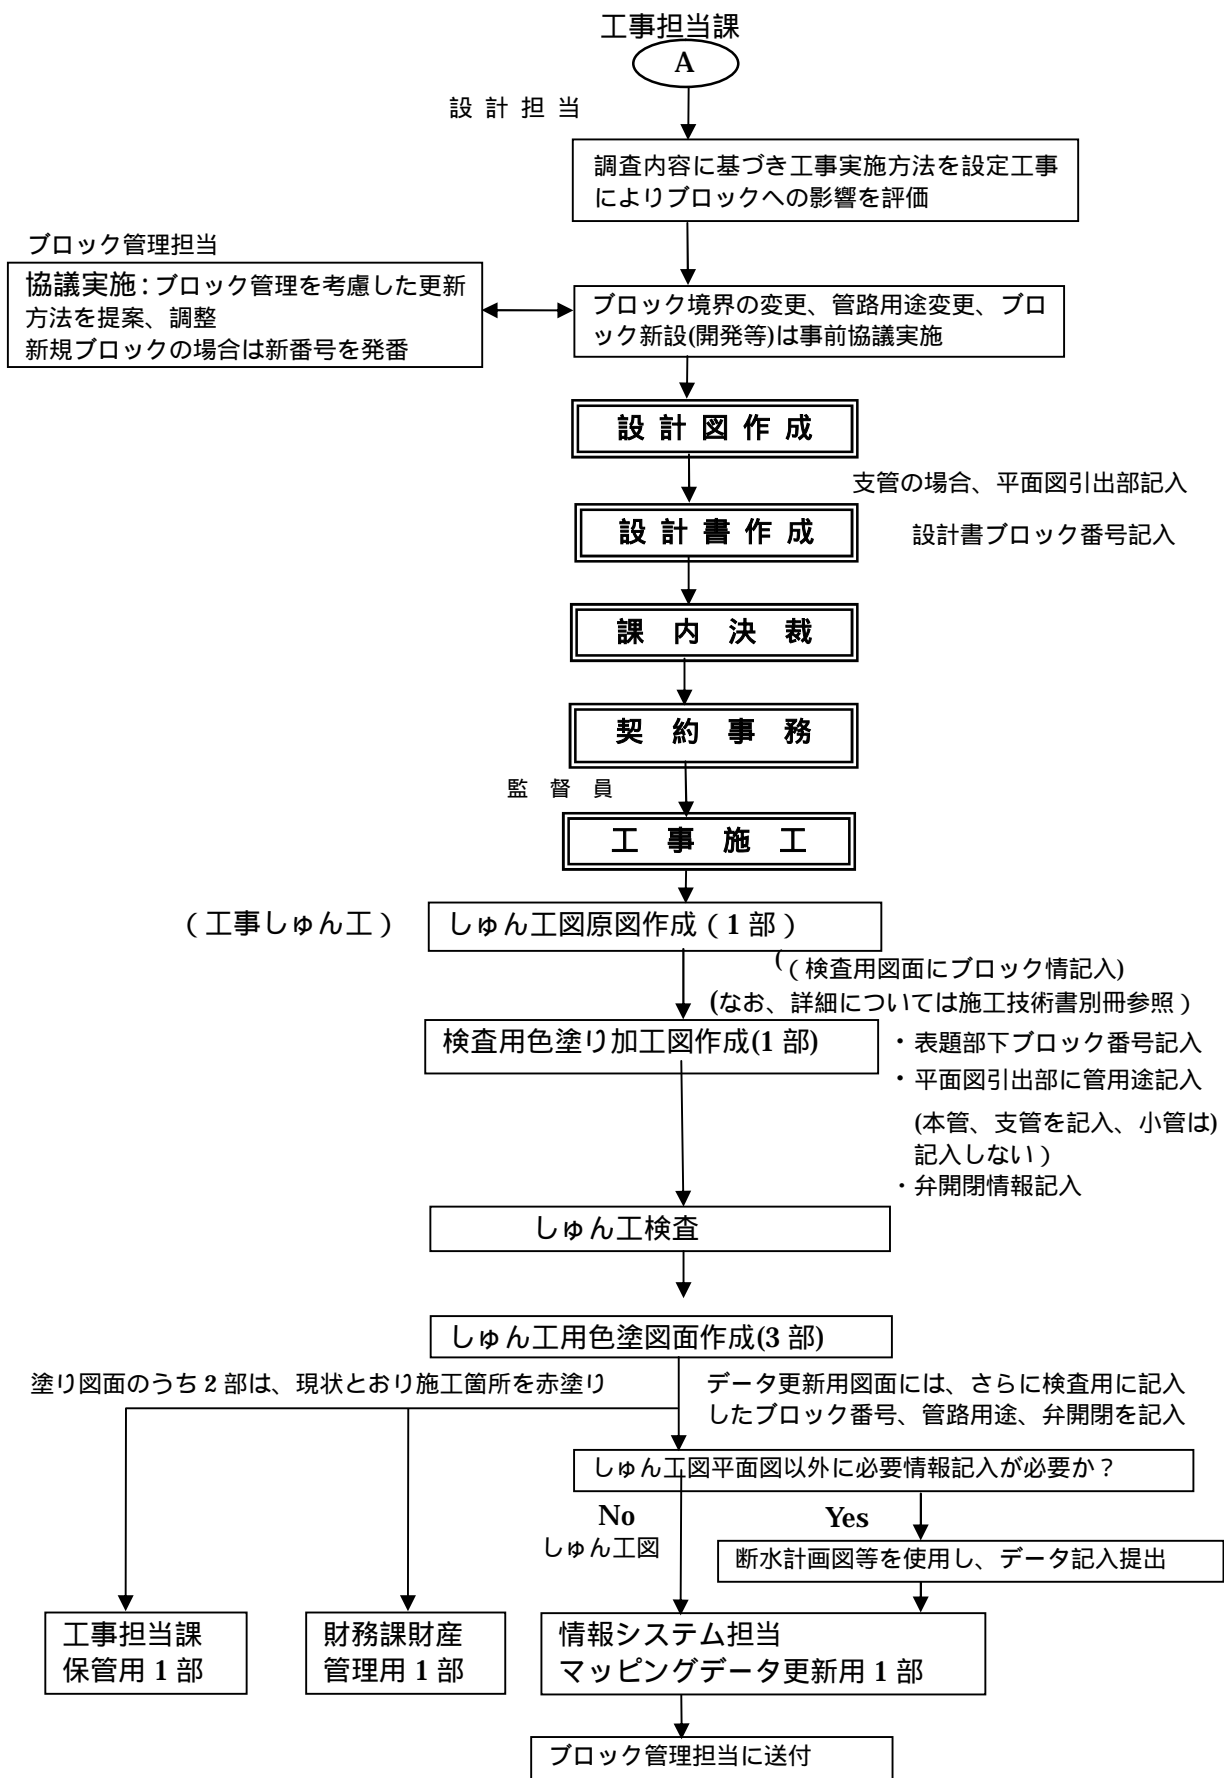 工事担当課
A
設 計 担 当
調査内容に基づき工事実施方法を設定工事
によりブロックへの影響を評価
ブロック管理担当
協議実施：ブロック管理を考慮した更新
方法を提案、調整
新規ブロックの場合は新番号を発番
ブロック境界の変更、管路用途変更、ブロ
ック新設(開発等)は事前協議実施
設 計 図 作 成
支管の場合、平面図引出部記入
設 計 書 作 成
設計書ブロック番号記入
課 内 決 裁
契 約 事 務
監 督 員
工 事 施 工
（工事しゅん工）
しゅん工図原図作成（1 部）
(（検査用図面にブロック情記入)
(なお、詳細については施工技術書別冊参照）
検査用色塗り加工図作成(1 部)
・表題部下ブロック番号記入
・平面図引出部に管用途記入
(本管、支管を記入、小管は)
記入しない）
・弁開閉情報記入
しゅん工検査
しゅん工用色塗図面作成(3 部)
塗り図面のうち 2 部は、現状とおり施工箇所を赤塗り
データ更新用図面には、さらに検査用に記入
したブロック番号、管路用途、弁開閉を記入
しゅん工図平面図以外に必要情報記入が必要か？
No
しゅん工図
Yes
断水計画図等を使用し、データ記入提出
工事担当課
保管用 1 部
財務課財産
管理用 1 部
情報システム担当
マッピングデータ更新用 1 部
ブロック管理担当に送付